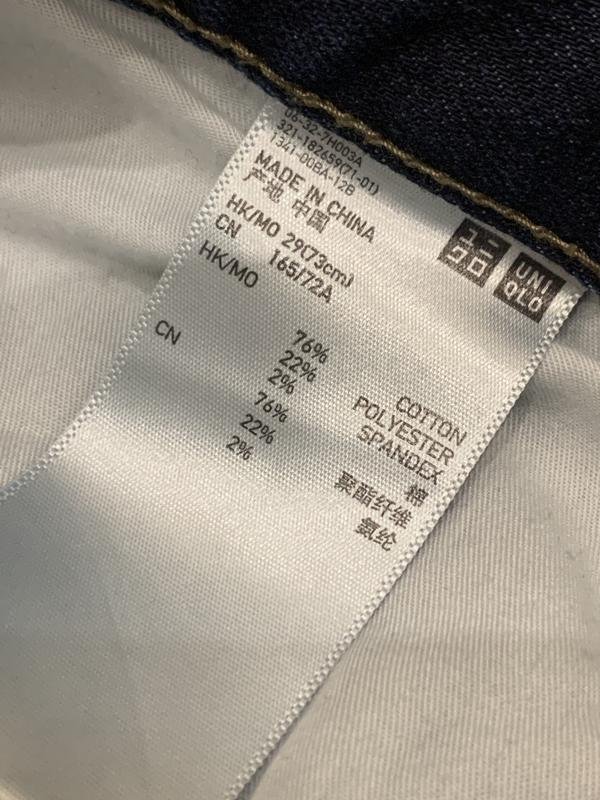 06-32-7H003A
321-182659(71-01)
1341-00BA-12B
MADE IN CHINA
产地 中国
HK/MO 29(73cm)
CN 165/72A
HK/MO
76% COTTON
22% POLYESTER
2% SPANDEX
CN
76% 棉
22% 聚酯纤维
2% 氨纶
ユニ
クロ
UNI
QLO